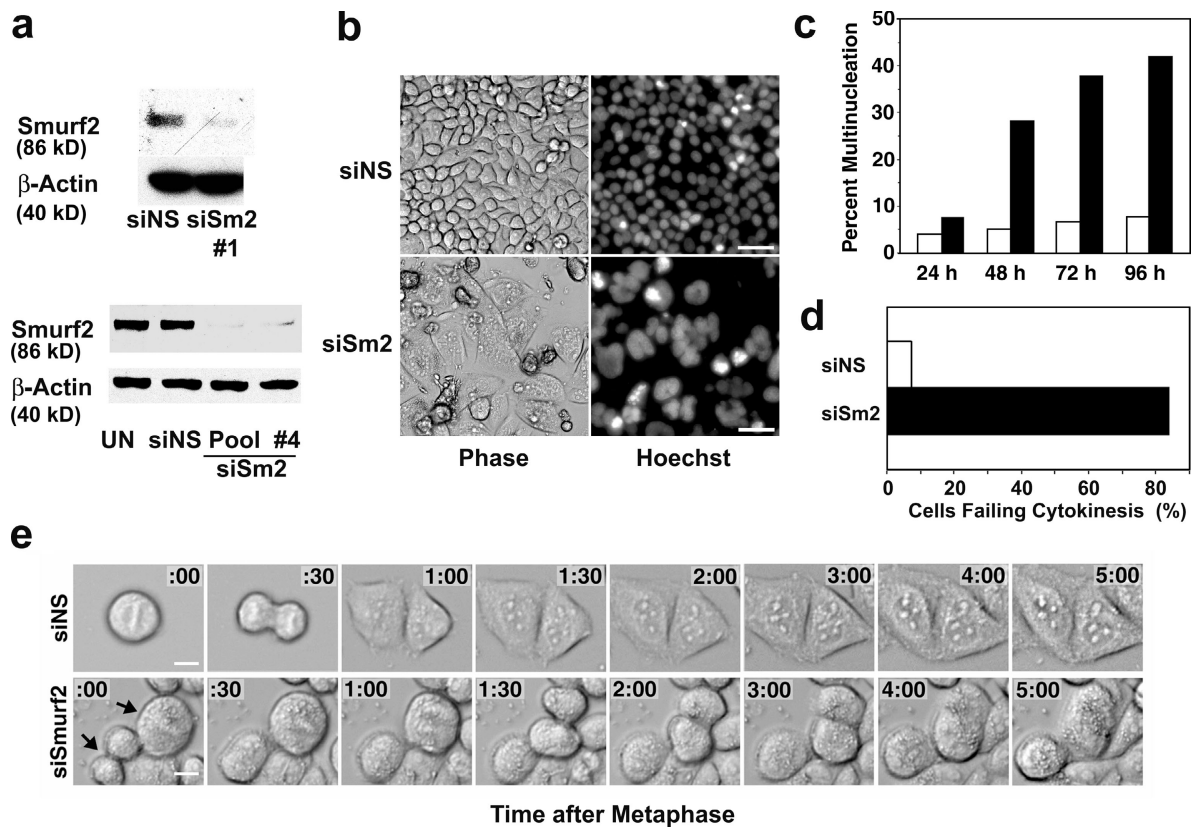 a
Smurf2
(86 kD)
β-Actin
(40 kD)
siNS siSm2
#1
Smurf2
(86 kD)
β-Actin
(40 kD)
UN siNS Pool #4
siSm2
b
siNS
siSm2
Phase Hoechst
c
Percent Multinucleation
50
40
30
20
10
0
24 h 48 h 72 h 96 h
d
siNS
siSm2
0 20 40 60 80
Cells Failing Cytokinesis (%)
e
siNS
:00 :30 1:00 1:30 2:00 3:00 4:00 5:00
siSmurf2
:00 :30 1:00 1:30 2:00 3:00 4:00 5:00
Time after Metaphase